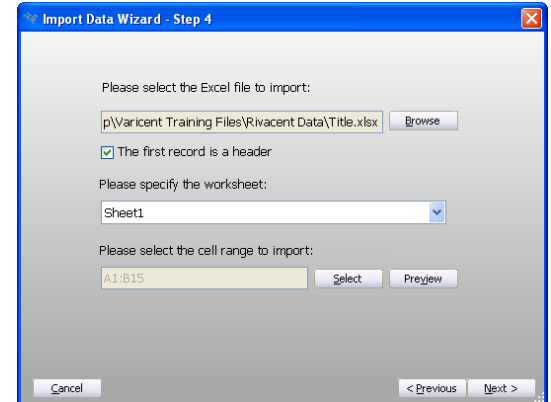 Import Data Wizard - Step 4
Please select the Excel file to import:
p\Varicent Training Files\Rivacent Data\Title.xlsx Browse
The first record is a header
Please specify the worksheet:
Sheet1
Please select the cell range to import:
A1:B15 Select Preview
Cancel < Previous Next >